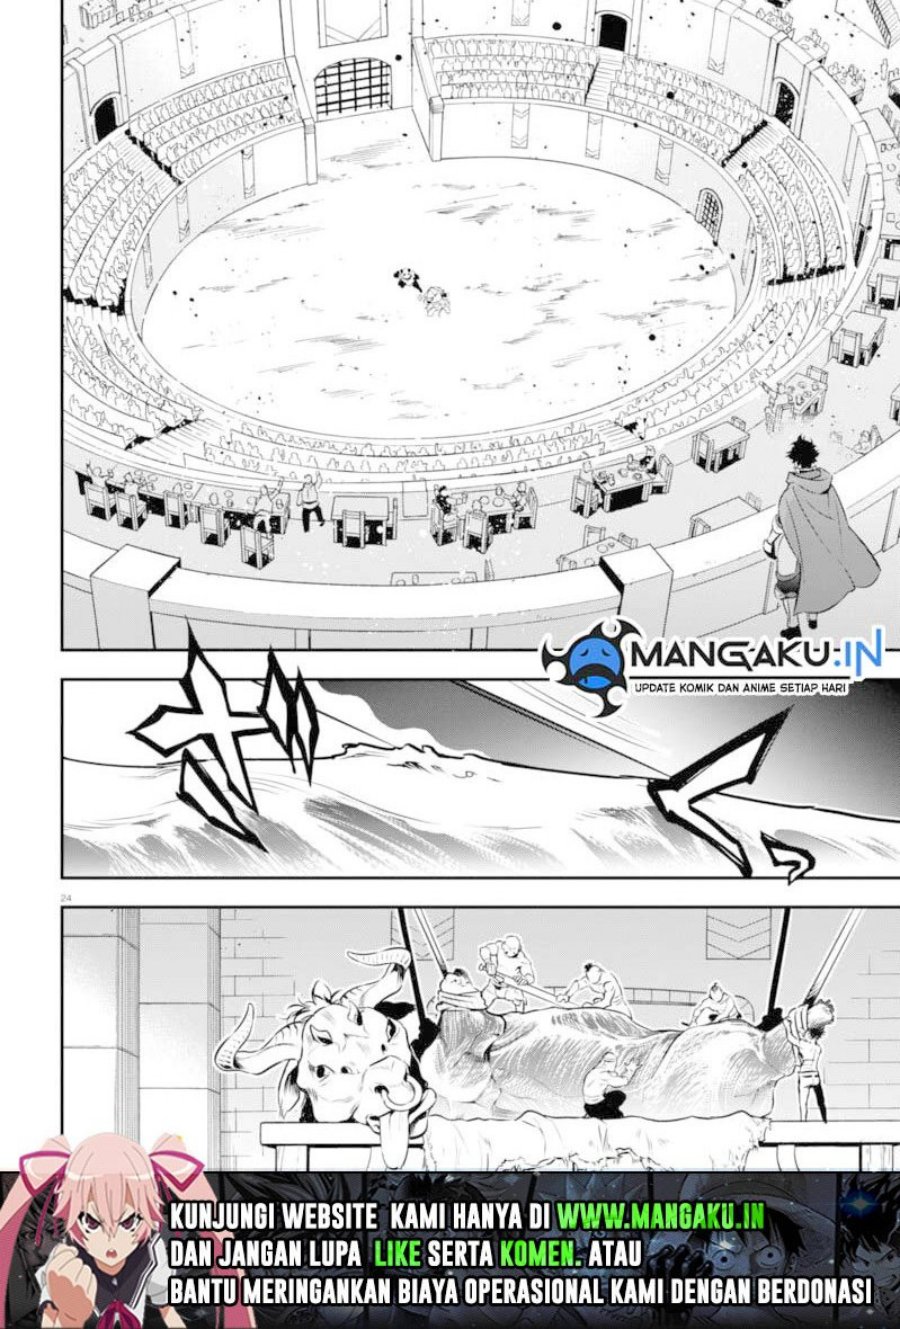 MANGAKU.IN
UPDATE KOMIK DAN ANIME SETIAP HARI
24
KUNJUNGI WEBSITE KAMI HANYA DI WWW.MANGAKU.IN
DAN JANGAN LUPA LIKE SERTA KOMEN. ATAU
BANTU MERINGANKAN BIAYA OPERASIONAL KAMI DENGAN BERDONASI